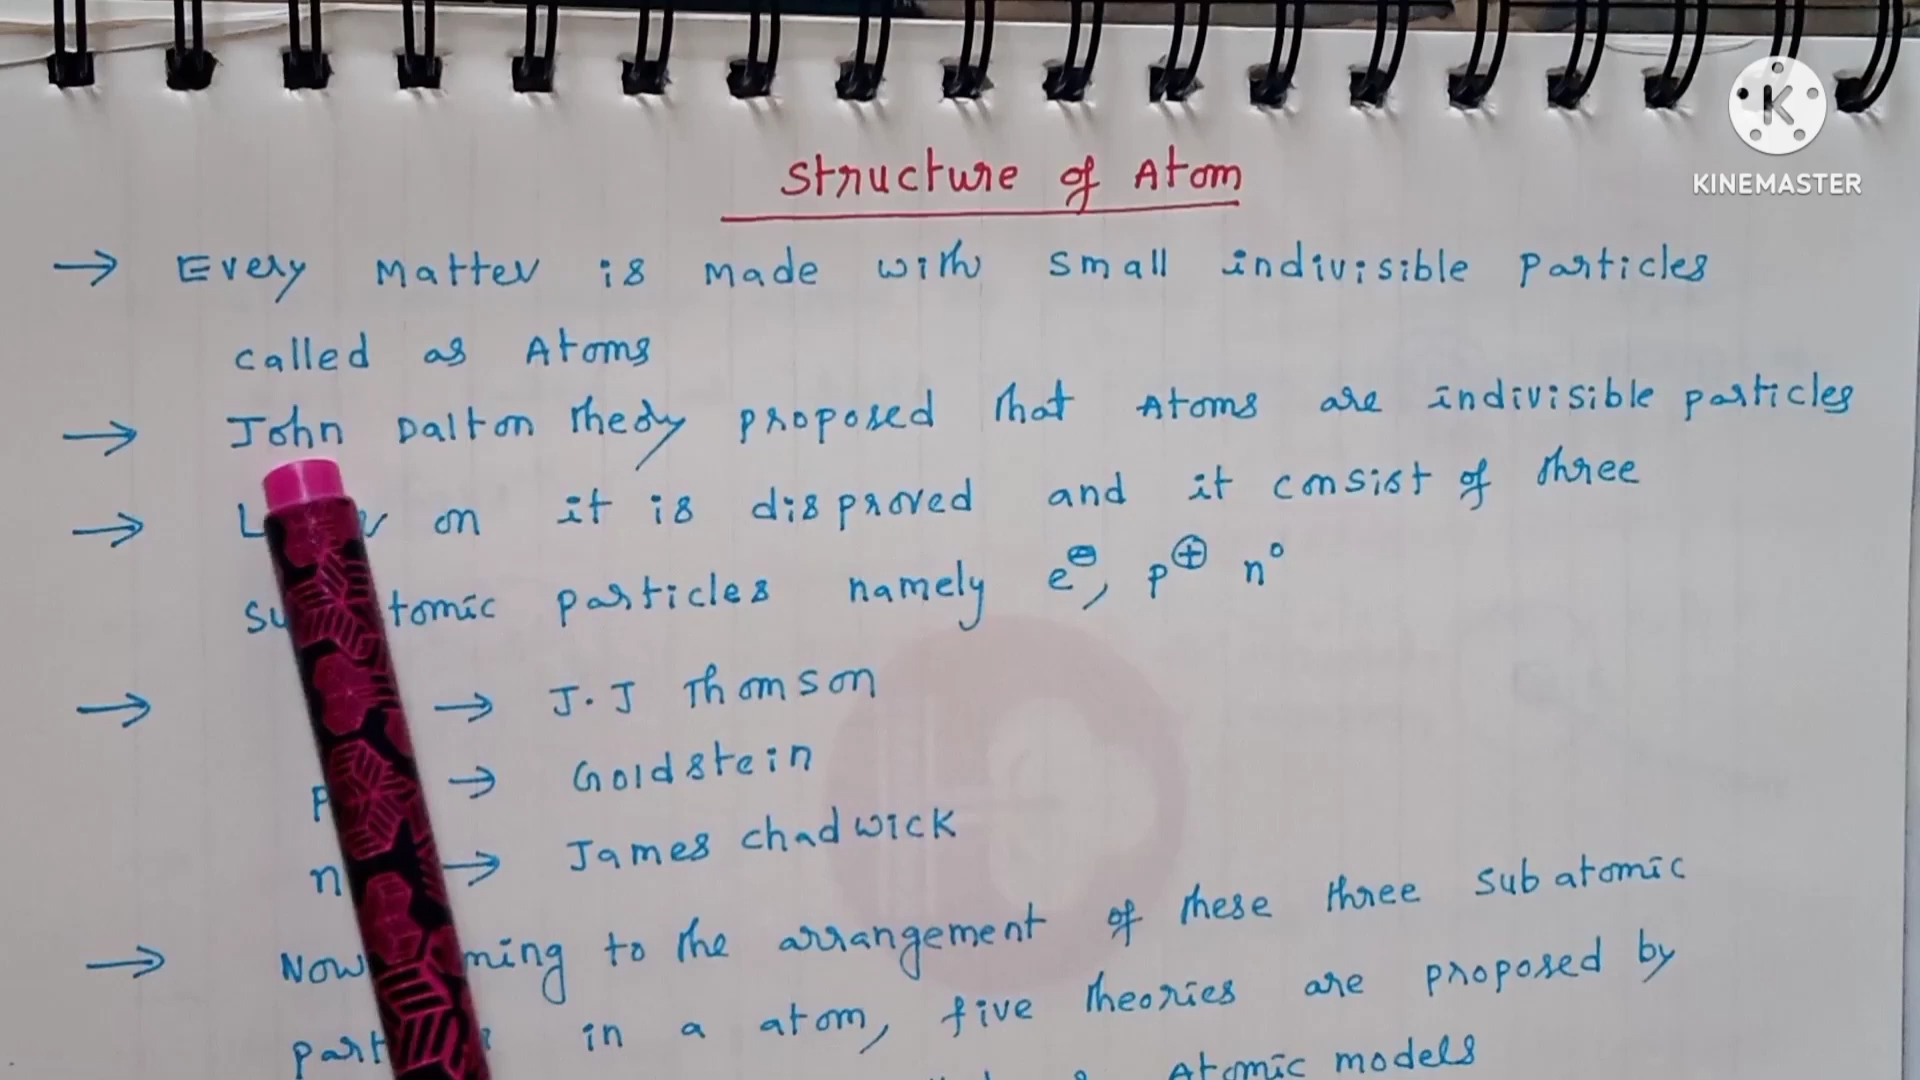 KINEMASTER
Structure of Atom
→ Every Matter is made with small indivisible particles
called as Atoms
→ John Dalton theory proposed that Atoms are indivisible particles
→ on it is disproved and it consist of three
particles namely e⊖, p⊕ n°
→ → J.J Thomson
p → Goldstein
n → James chadwick
→ Now to the arrangement of these three subatomic
in a atom, five theories are proposed by
Atomic models